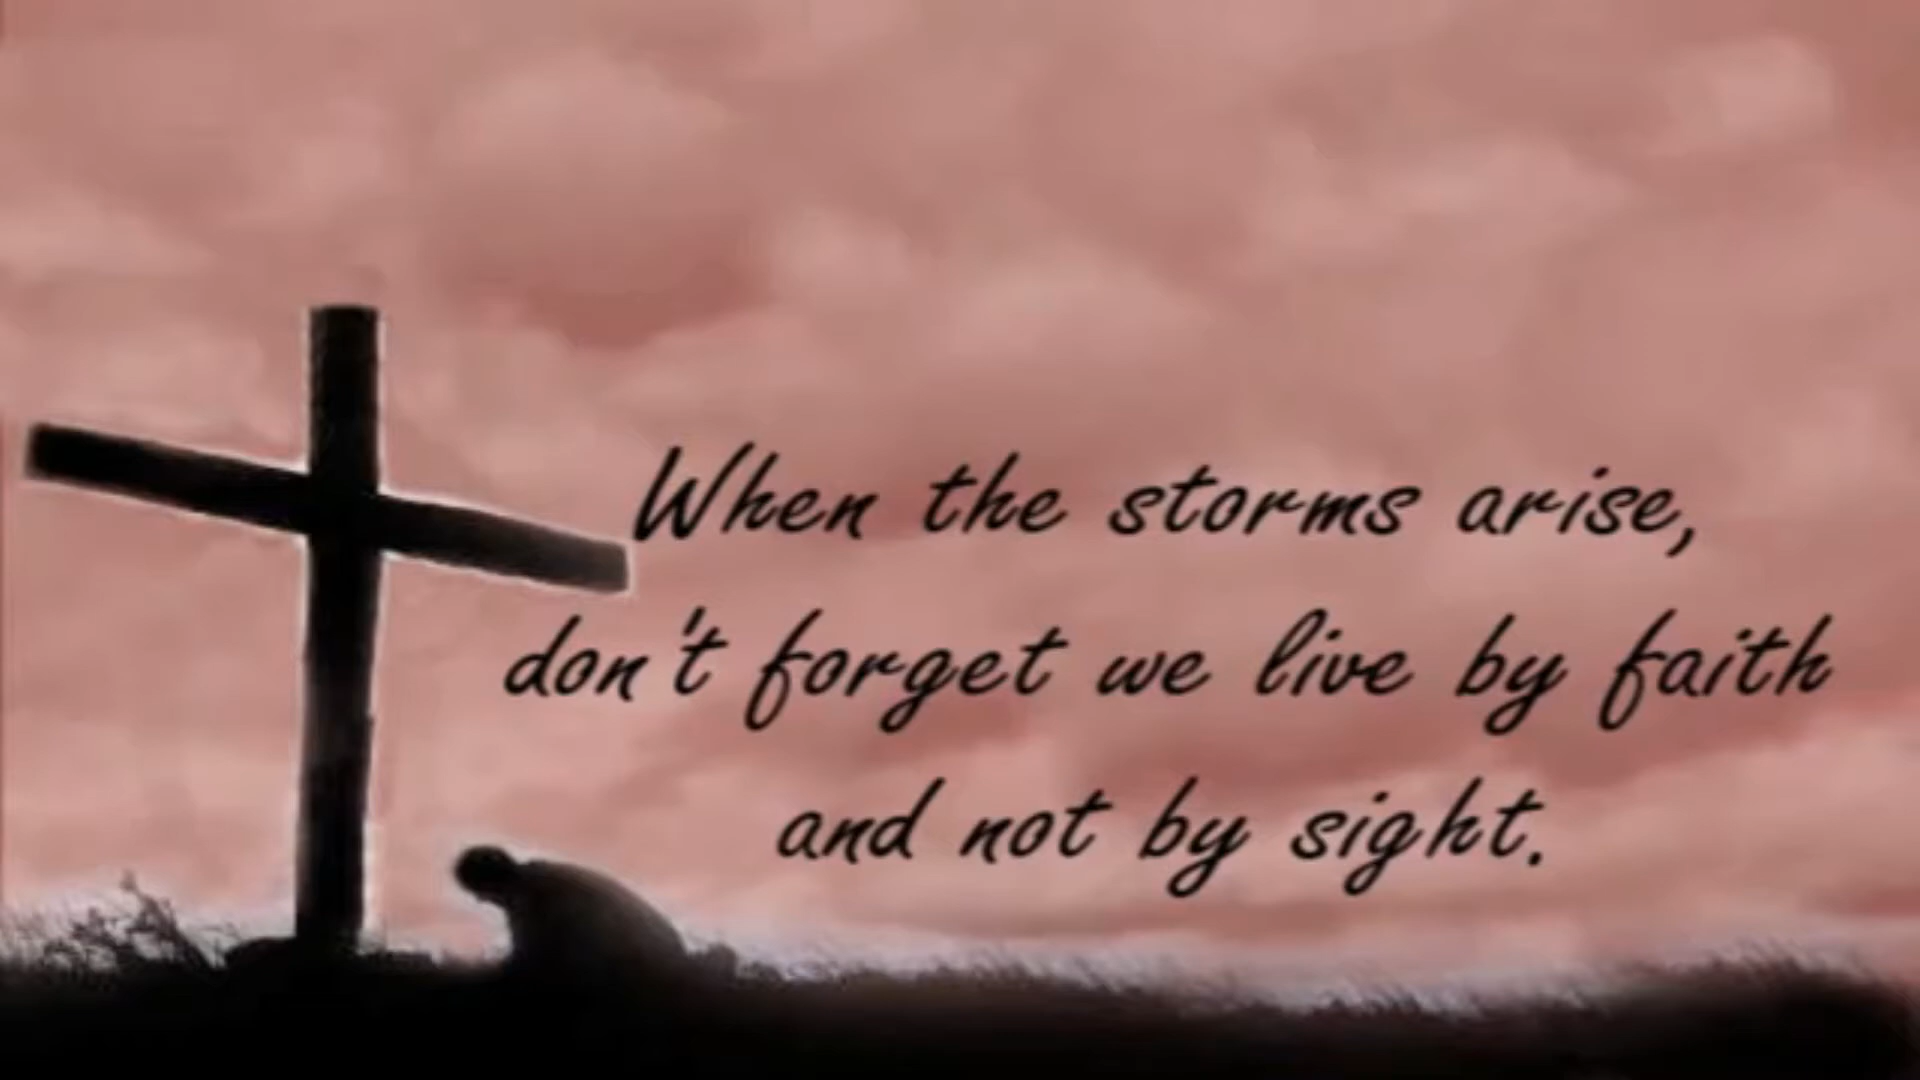 When the storms arise,
don't forget we live by faith
and not by sight.